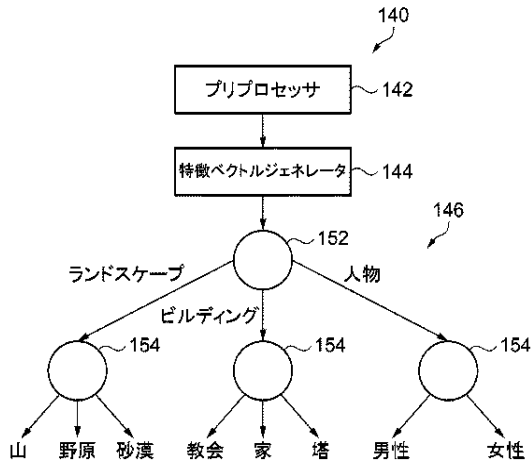 140
プリプロセッサ
142
特徴ベクトルジェネレータ
144
146
152
ランドスケープ
人物
ビルディング
154
154
154
山 野原 砂漠 教会 家 塔 男性 女性